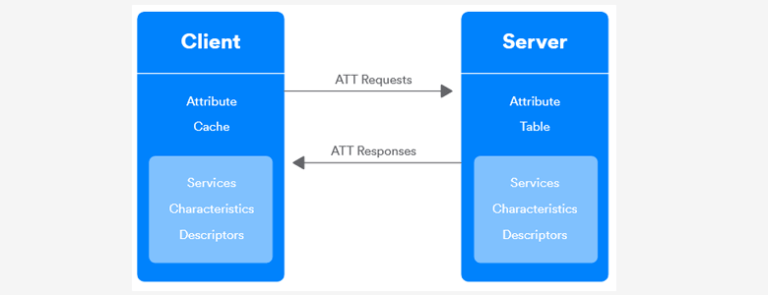 Client
Server
ATT Requests
Attribute
Cache
Attribute
Table
ATT Responses
Services
Characteristics
Descriptors
Services
Characteristics
Descriptors